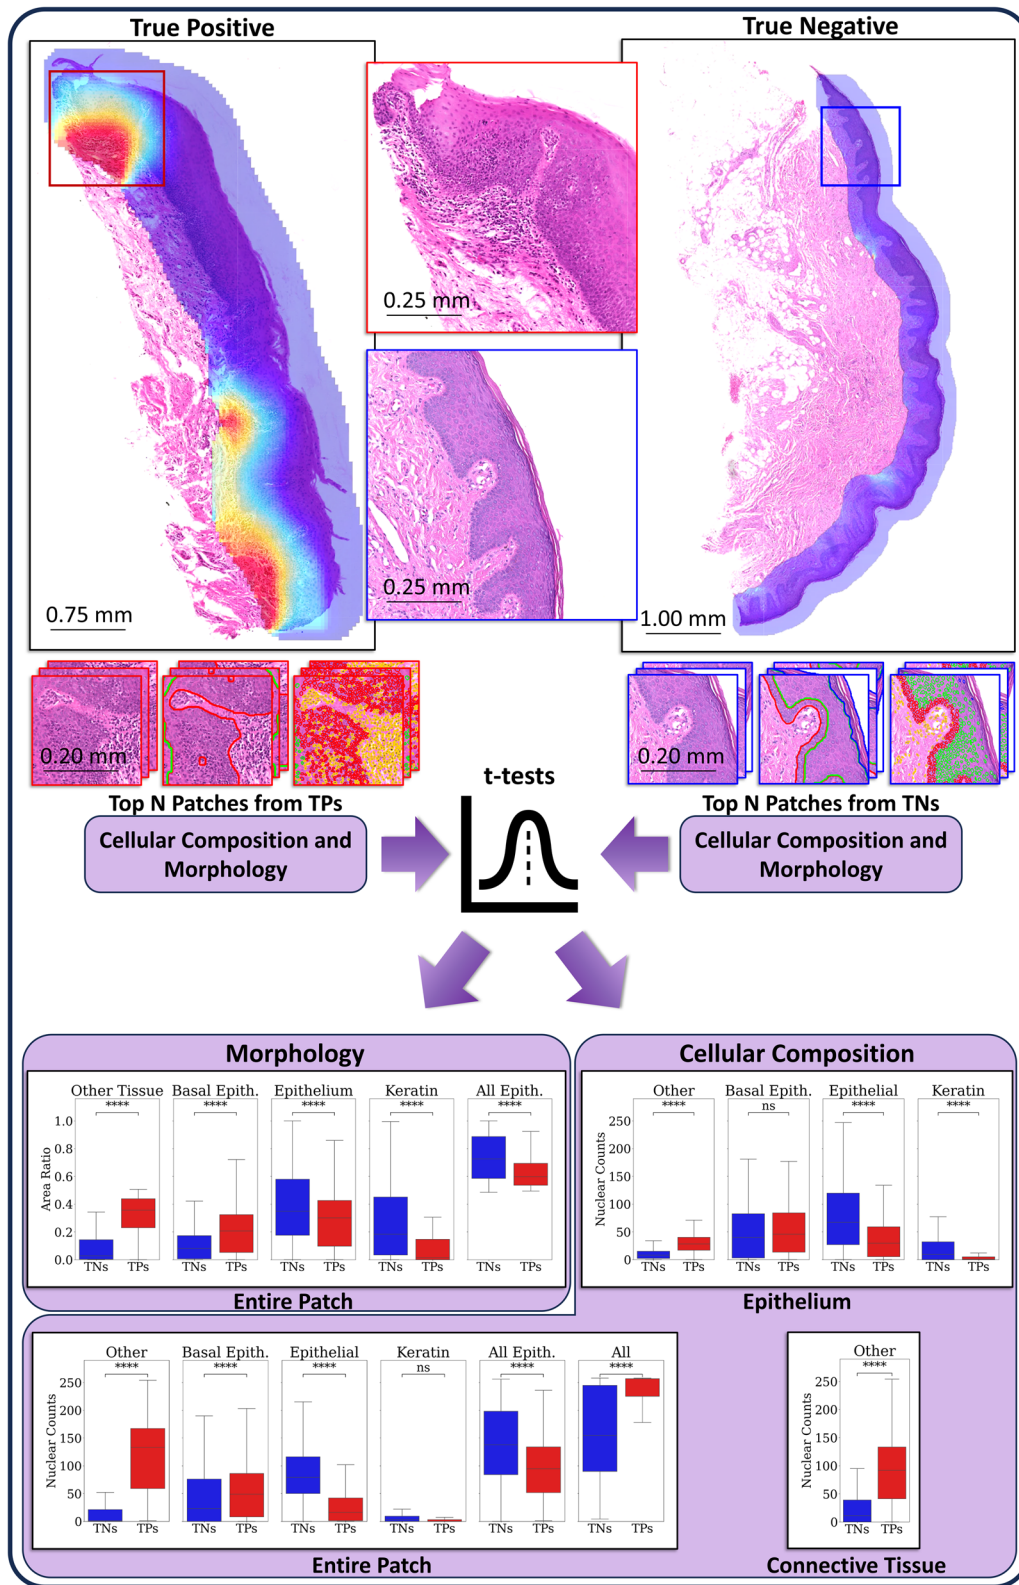 True Positive
True Negative
0.25 mm
0.25 mm
0.75 mm
1.00 mm
0.20 mm
0.20 mm
Top N Patches from TPs
t-tests
Top N Patches from TNs
Cellular Composition and
Morphology
Cellular Composition and
Morphology
Morphology
Other Tissue
Basal Epith.
Epithelium
Keratin
All Epith.
****
****
****
****
****
Area Ratio
1.0
0.8
0.6
0.4
0.2
0.0
TNs TPs
TNs TPs
TNs TPs
TNs TPs
TNs TPs
Entire Patch
Cellular Composition
Other
Basal Epith.
Epithelial
Keratin
****
ns
****
****
Nuclear Counts
250
200
150
100
50
0
TNs TPs
TNs TPs
TNs TPs
TNs TPs
Epithelium
Other
Basal Epith.
Epithelial
Keratin
All Epith.
All
****
****
****
ns
****
****
Nuclear Counts
250
200
150
100
50
0
TNs TPs
TNs TPs
TNs TPs
TNs TPs
TNs TPs
TNs TPs
Entire Patch
Other
****
Nuclear Counts
250
200
150
100
50
0
TNs TPs
Connective Tissue